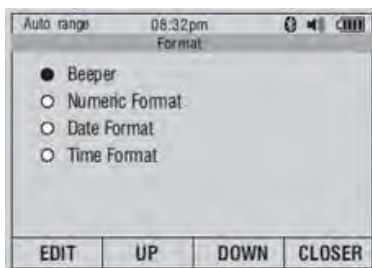 Auto range 08:32pm
Format
Beeper
Numeric Format
Date Format
Time Format
EDIT UP DOWN CLOSER